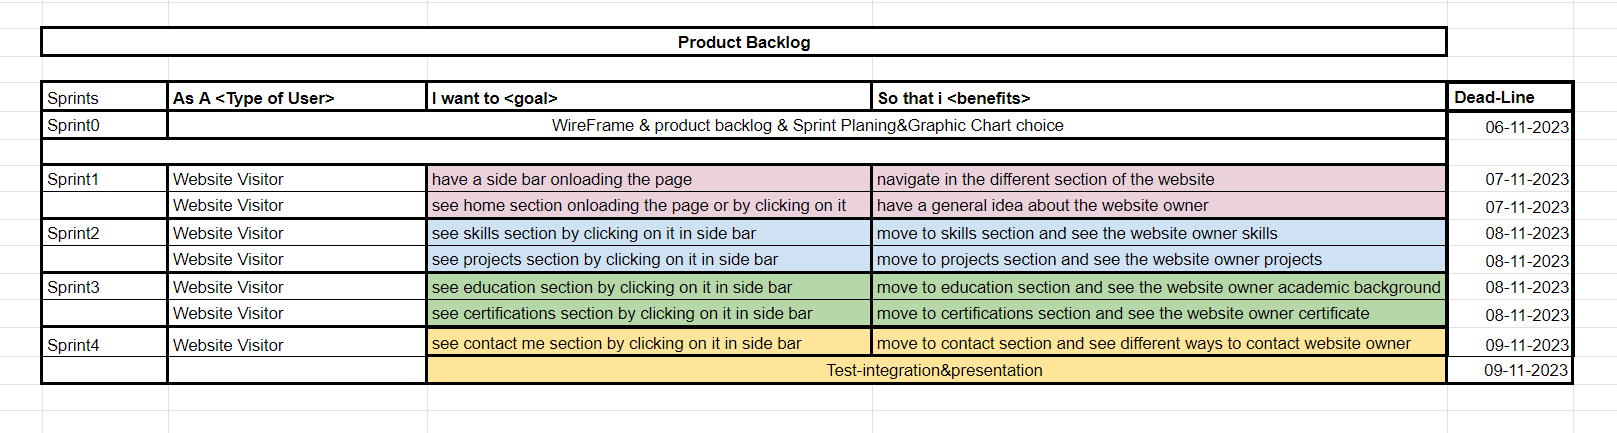 Product Backlog
Sprints As A <Type of User> I want to <goal> So that i <benefits> Dead-Line
Sprint0 WireFrame & product backlog & Sprint Planing&Graphic Chart choice 06-11-2023
Sprint1 Website Visitor have a side bar onloading the page navigate in the different section of the website 07-11-2023
Website Visitor see home section onloading the page or by clicking on it have a general idea about the website owner 07-11-2023
Sprint2 Website Visitor see skills section by clicking on it in side bar move to skills section and see the website owner skills 08-11-2023
Website Visitor see projects section by clicking on it in side bar move to projects section and see the website owner projects 08-11-2023
Sprint3 Website Visitor see education section by clicking on it in side bar move to education section and see the website owner academic background 08-11-2023
Website Visitor see certifications section by clicking on it in side bar move to certifications section and see the website owner certificate 08-11-2023
Sprint4 Website Visitor see contact me section by clicking on it in side bar move to contact section and see different ways to contact website owner 09-11-2023
Test-integration&presentation 09-11-2023